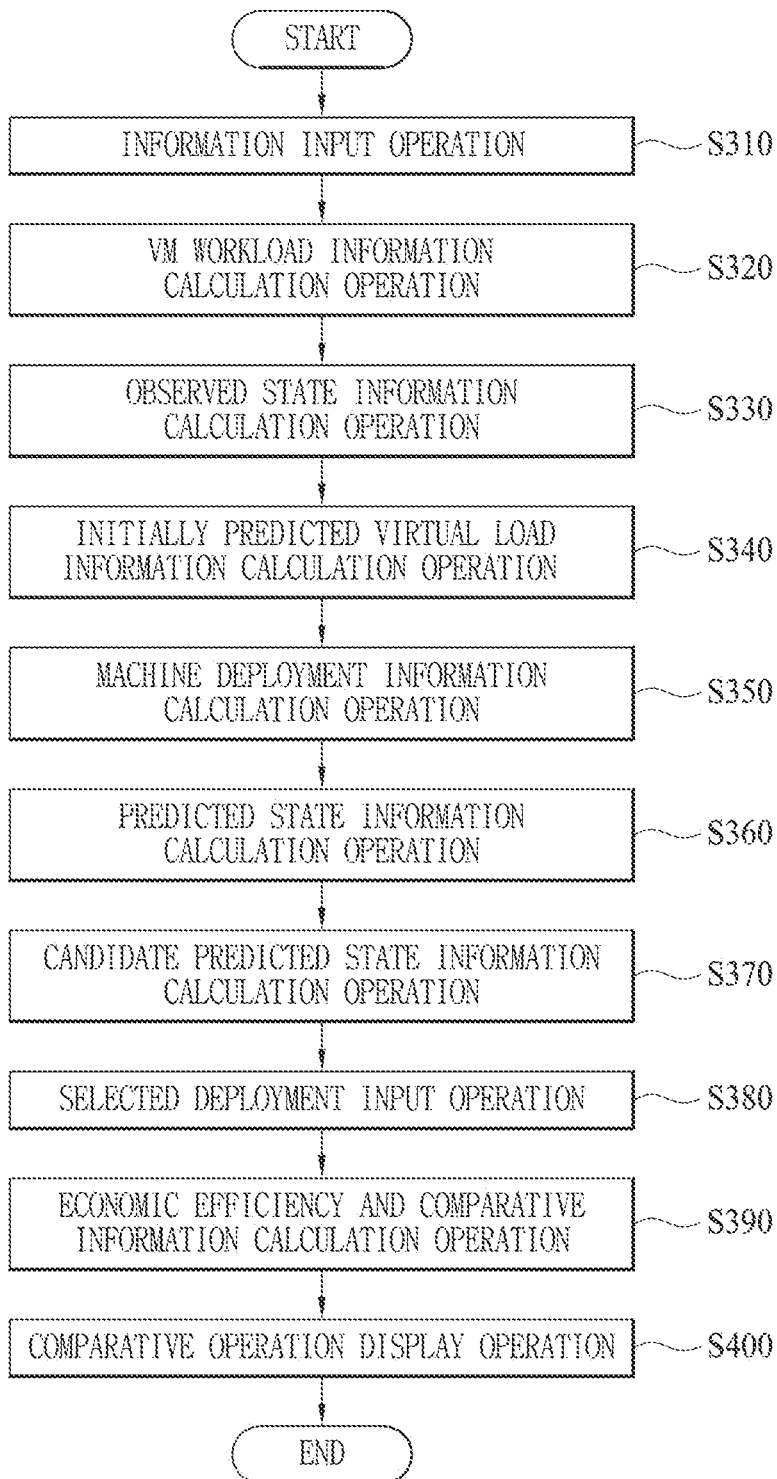 START
INFORMATION INPUT OPERATION
S310
VM WORKLOAD INFORMATION
CALCULATION OPERATION
S320
OBSERVED STATE INFORMATION
CALCULATION OPERATION
S330
INITIALLY PREDICTED VIRTUAL LOAD
INFORMATION CALCULATION OPERATION
S340
MACHINE DEPLOYMENT INFORMATION
CALCULATION OPERATION
S350
PREDICTED STATE INFORMATION
CALCULATION OPERATION
S360
CANDIDATE PREDICTED STATE INFORMATION
CALCULATION OPERATION
S370
SELECTED DEPLOYMENT INPUT OPERATION
S380
ECONOMIC EFFICIENCY AND COMPARATIVE
INFORMATION CALCULATION OPERATION
S390
COMPARATIVE OPERATION DISPLAY OPERATION
S400
END